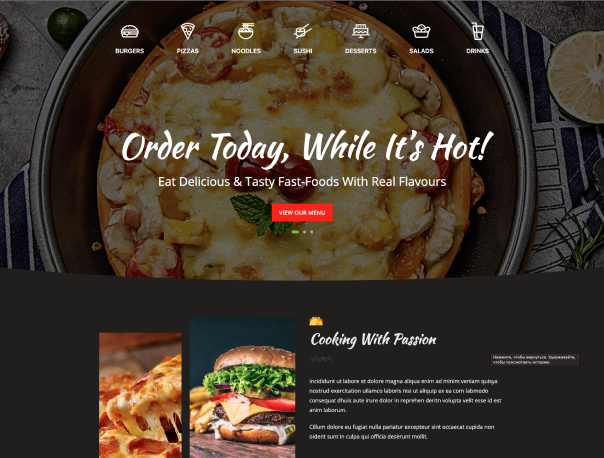 BURGERS PIZZAS NOODLES SUSHI DESSERTS SALADS DRINKS
Order Today, While It's Hot!
Eat Delicious & Tasty Fast-Foods With Real Flavours
VIEW OUR MENU
Cooking With Passion
Нажмите, чтобы вернуться. Удерживайте,
чтобы просмотреть историю.
Incididunt ut labore et dolore magna aliqua enim ad minim veniam quisya
nostrud exercitation ullamco laboris nisi ut aliquip ex ea com labmodo
consequat dhuis aute irure dolor in reprehen deritn volupta velit esse id est
anim laborum.
Cillum dolore eu fugiat nulla pariatur excepteur sint occaecat cupida non
oident sunt in culpa qui officia deserunt mollit.